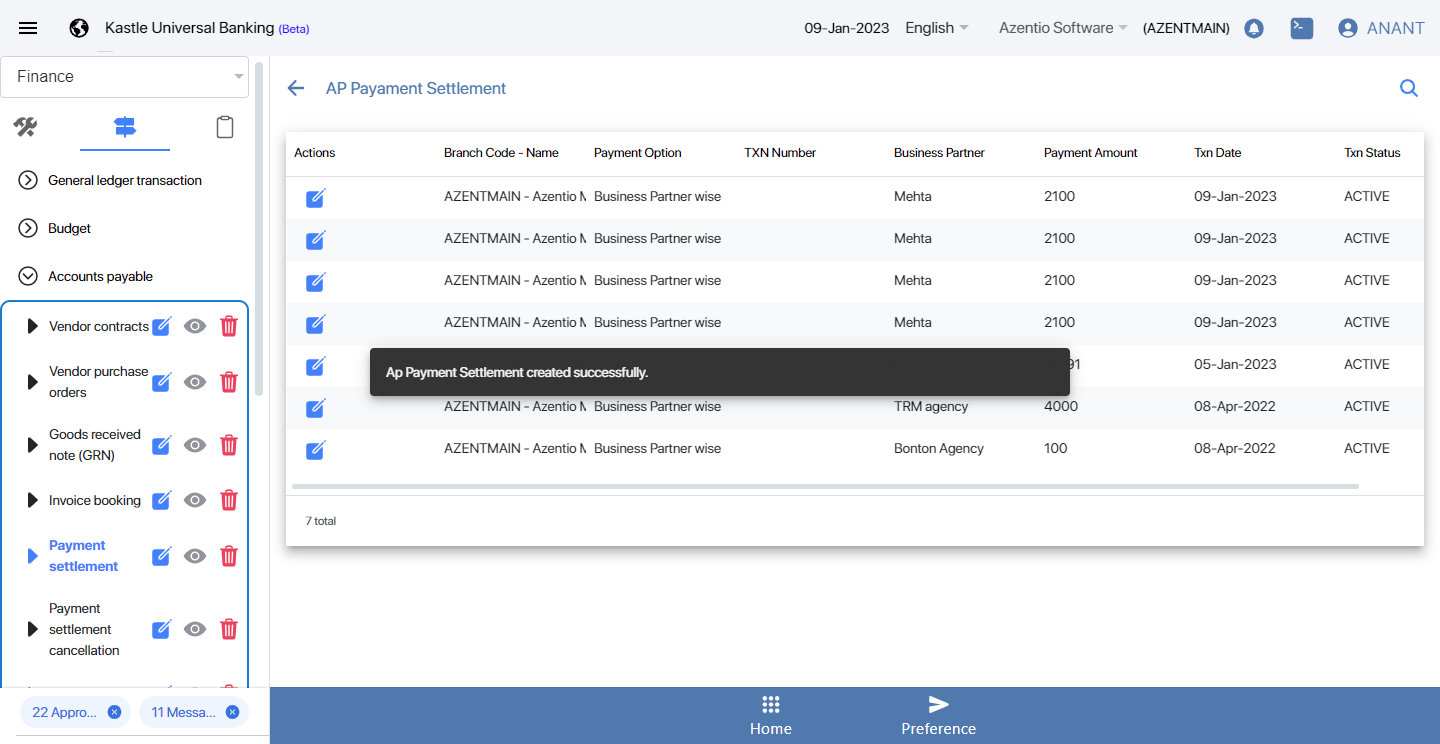 Kastle Universal Banking (Beta)
09-Jan-2023 English Azentio Software (AZENTMAIN) ANANT
Finance
AP Payament Settlement
General ledger transaction
Budget
Accounts payable
Vendor contracts
Vendor purchase
orders
Goods received
note (GRN)
Invoice booking
Payment
settlement
Payment
settlement
cancellation
22 Appro...
11 Messa...
Actions Branch Code - Name Payment Option TXN Number Business Partner Payment Amount Txn Date Txn Status
AZENTMAIN - Azentio Business Partner wise Mehta 2100 09-Jan-2023 ACTIVE
AZENTMAIN - Azentio Business Partner wise Mehta 2100 09-Jan-2023 ACTIVE
AZENTMAIN - Azentio Business Partner wise Mehta 2100 09-Jan-2023 ACTIVE
AZENTMAIN - Azentio Business Partner wise Mehta 2100 09-Jan-2023 ACTIVE
05-Jan-2023 ACTIVE
Ap Payment Settlement created successfully.
AZENTMAIN - Azentio Business Partner wise TRM agency 4000 08-Apr-2022 ACTIVE
AZENTMAIN - Azentio Business Partner wise Bonton Agency 100 08-Apr-2022 ACTIVE
7 total
Home
Preference